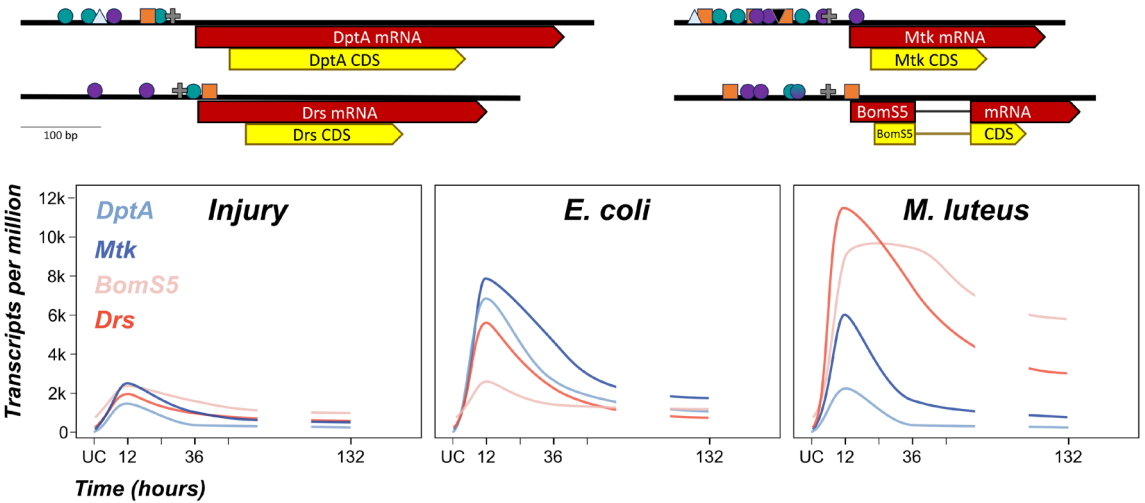 DptA mRNA
DptA CDS
Mtk mRNA
Mtk CDS
Drs mRNA
Drs CDS
100 bp
BomS5 mRNA
BomS5 CDS
Transcripts per million
12k
10k
8k
6k
4k
2k
0
Injury
DptA
Mtk
BomS5
Drs
E. coli
M. luteus
UC 12 36 132
UC 12 36 132
UC 12 36 132
Time (hours)